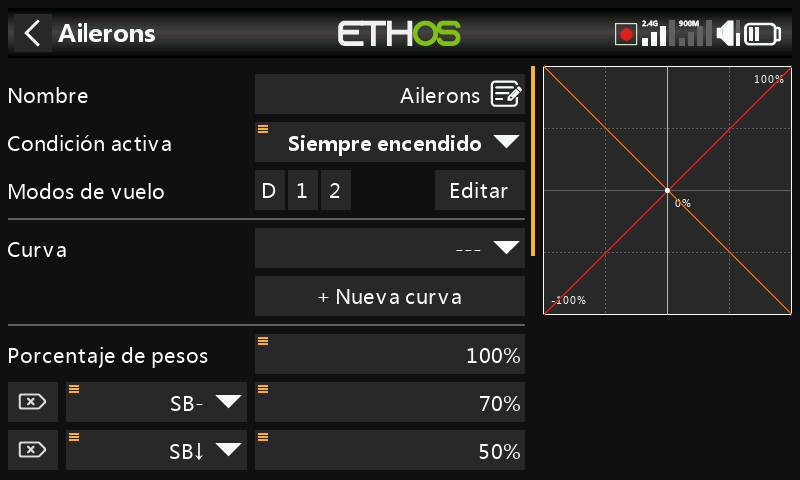 Ailerons
ETHOS
2.4G
900M
Nombre
Ailerons
Condición activa
Siempre encendido
Modos de vuelo
D 1 2
Editar
Curva
---
+ Nueva curva
Porcentaje de pesos
100%
SB-
70%
SB↓
50%
100%
0%
-100%